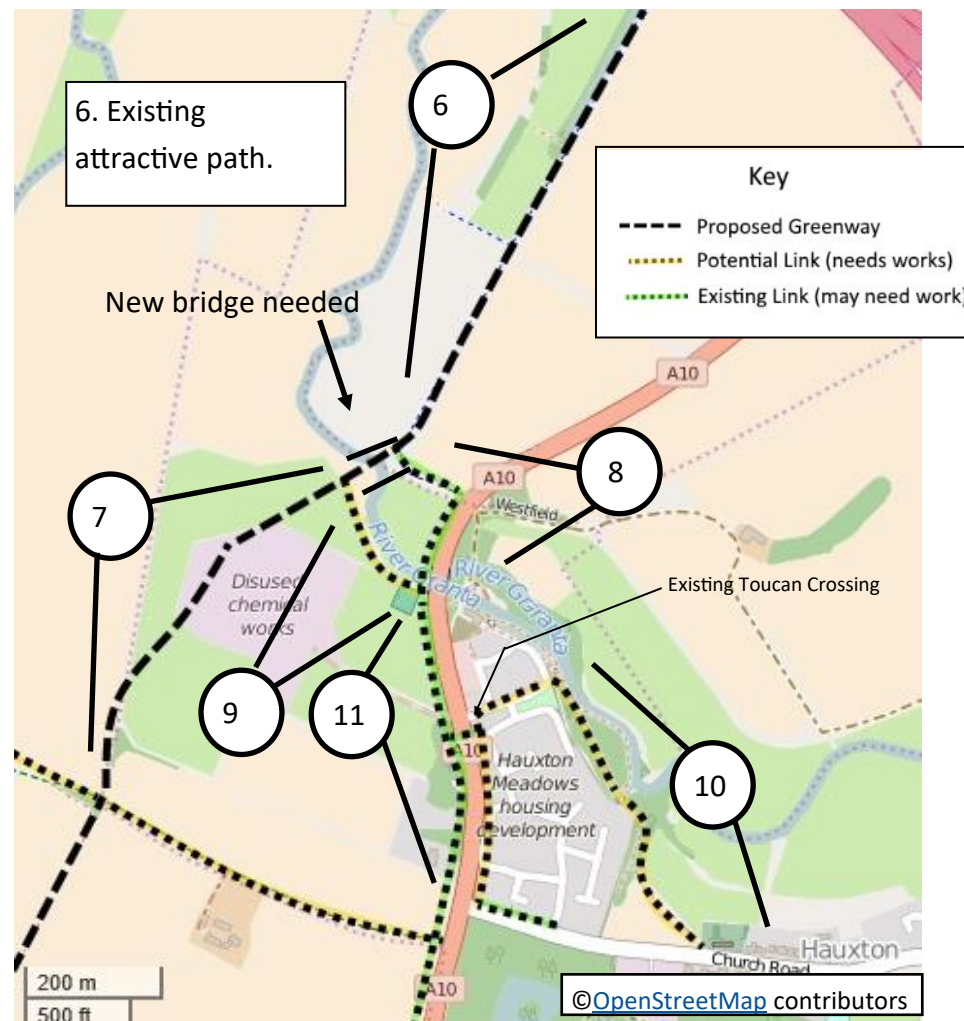 6
6. Existing
attractive path.
Key
Proposed Greenway
Potential Link (needs works)
Existing Link (may need work)
New bridge needed
A10
8
A10
7
Westfield
River Granta
River Granta
Existing Toucan Crossing
Disused
chemical
works
9
11
A10
Hauxton
Meadows
housing
development
10
Hauxton
Church Road
200 m
500 ft
A10
©OpenStreetMap contributors